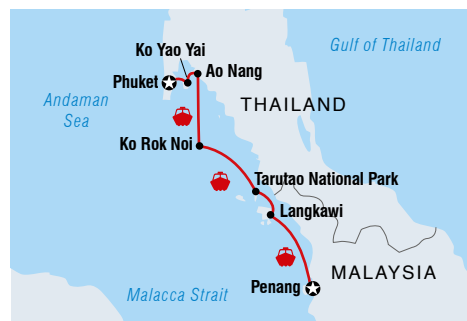 Ko Yao Yai
Gulf of Thailand
Ao Nang
Phuket
Andaman
Sea
THAILAND
Ko Rok Noi
Tarutao National Park
Langkawi
MALAYSIA
Penang
Malacca Strait